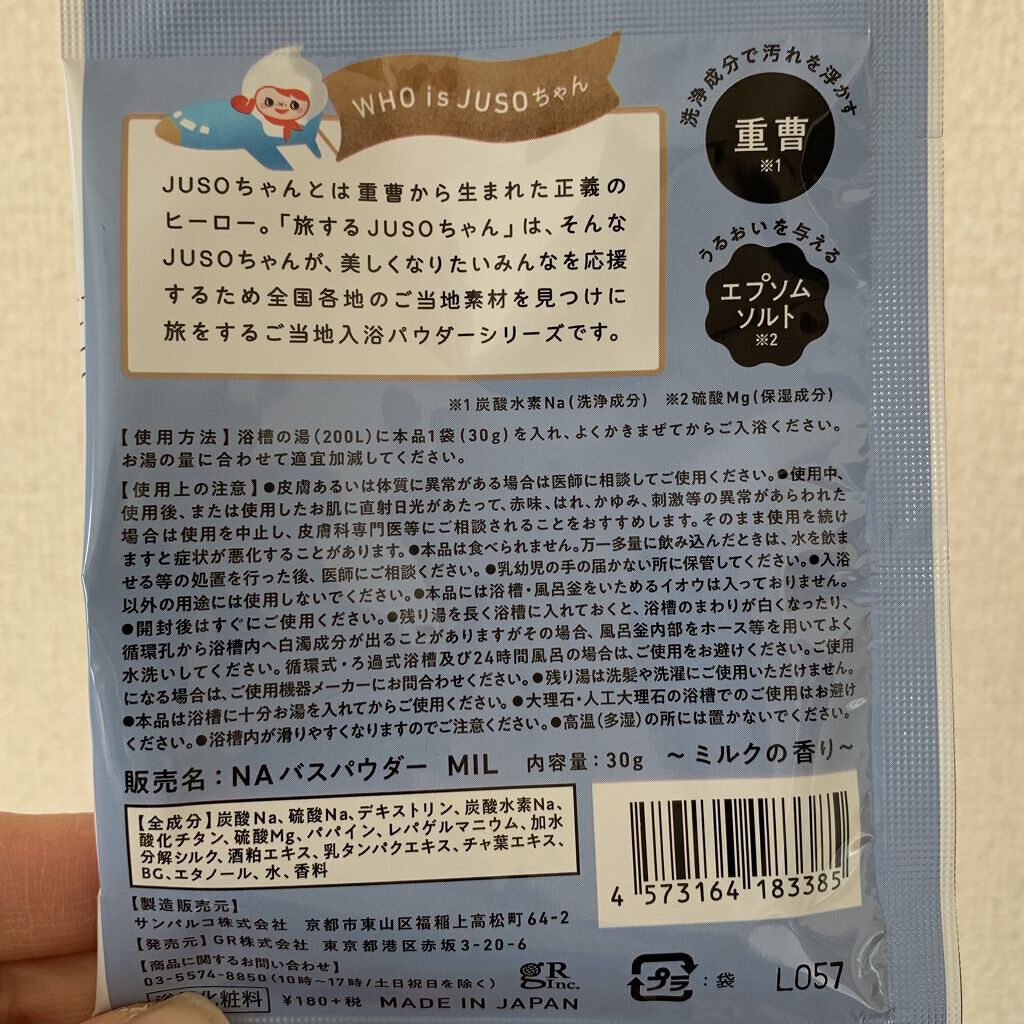 WHO is JUSOちゃん
JUSOちゃんとは重曹から生まれた正義の
ヒーロー。「旅するJUSOちゃん」は、そんな
JUSOちゃんが、美しくなりたいみんなを応援
するため全国各地のご当地素材を見つけに
旅をするご当地入浴パウダーシリーズです。
洗浄成分で汚れを浮かす
重曹
※1
うるおいを与える
エプソム
ソルト
※2
※1炭酸水素Na(洗浄成分) ※2硫酸Mg(保湿成分)
【使用方法】浴槽の湯(200L)に本品1袋(30g)を入れ、よくかきまぜてからご入浴ください。
お湯の量に合わせて適宜加減してください。
【使用上の注意】●皮膚あるいは体質に異常がある場合は医師に相談してご使用ください。●使用中、
使用後、または使用したお肌に直射日光があたって、赤味、はれ、かゆみ、刺激等の異常があらわれた
場合は使用を中止し、皮膚科専門医等にご相談されることをおすすめします。そのまま使用を続け
ますと症状が悪化することがあります。●本品は食べられません。万一多量に飲み込んだときは、水を飲ま
せる等の処置を行った後、医師にご相談ください。●乳幼児の手の届かない所に保管してください。●入浴
以外の用途には使用しないでください。●本品には浴槽・風呂釜をいためるイオウは入っておりません。
●開封後はすぐにご使用ください。●残り湯を長く浴槽に入れておくと、浴槽のまわりが白くなったり、
循環孔から浴槽内へ白濁成分が出ることがありますがその場合、風呂釜内部をホース等を用いてよく
水洗いしてください。循環式・ろ過式浴槽及び24時間風呂の場合は、ご使用をお避けください。ご使用
になる場合は、ご使用機器メーカーにお問合わせください。●残り湯は洗髪や洗濯にご使用いただけません。
●本品は浴槽に十分お湯を入れてからご使用ください。●大理石・人工大理石の浴槽でのご使用はお避け
ください。●浴槽内が滑りやすくなりますのでご注意ください。●高温(多湿)の所には置かないでください。
販売名：NAバスパウダー MIL 内容量：30g ～ミルクの香り～
【全成分】炭酸Na、硫酸Na、デキストリン、炭酸水素Na、
酸化チタン、硫酸Mg、パパイン、レパゲルマニウム、加水
分解シルク、酒粕エキス、乳タンパクエキス、チャ葉エキス、
BG、エタノール、水、香料
4 573164 183385
【製造販売元】
サンパルコ株式会社 京都市東山区福稲上高松町64-2
【発売元】GR株式会社 東京都港区赤坂3-20-6
【商品に関するお問い合わせ】
03-5574-8850(10時～17時/土日祝日を除く)
化粧料 ¥180+税 MADE IN JAPAN
gR
Inc.
プラ ：袋
L057